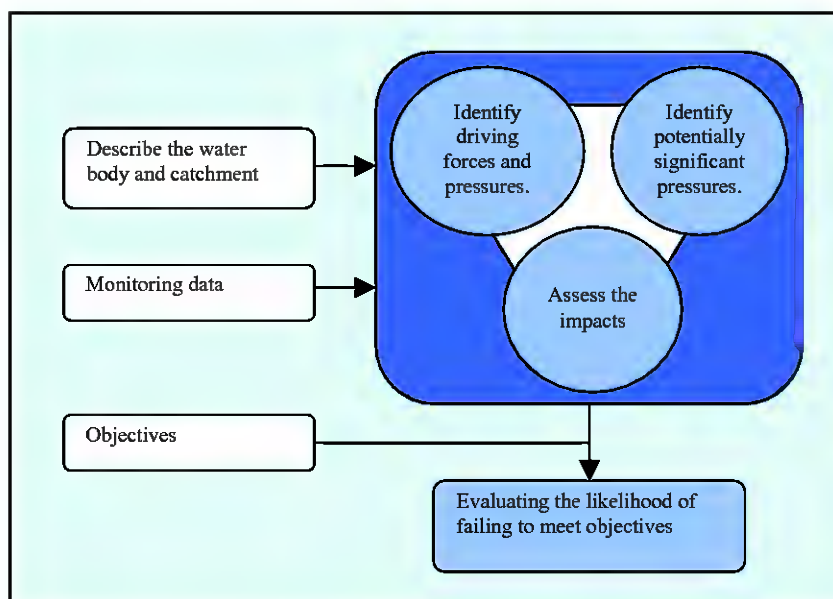 Describe the water
body and catchment
Monitoring data
Objectives
Identify
driving
forces and
pressures.
Identify
potentially
significant
pressures.
Assess the
impacts
Evaluating the likelihood of
failing to meet objectives